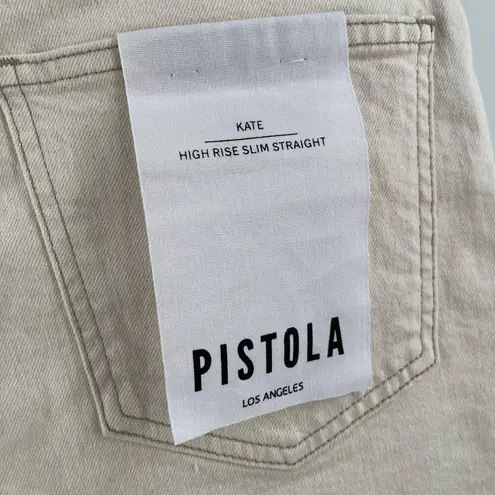 KATE
HIGH RISE SLIM STRAIGHT
PISTOLA
LOS ANGELES